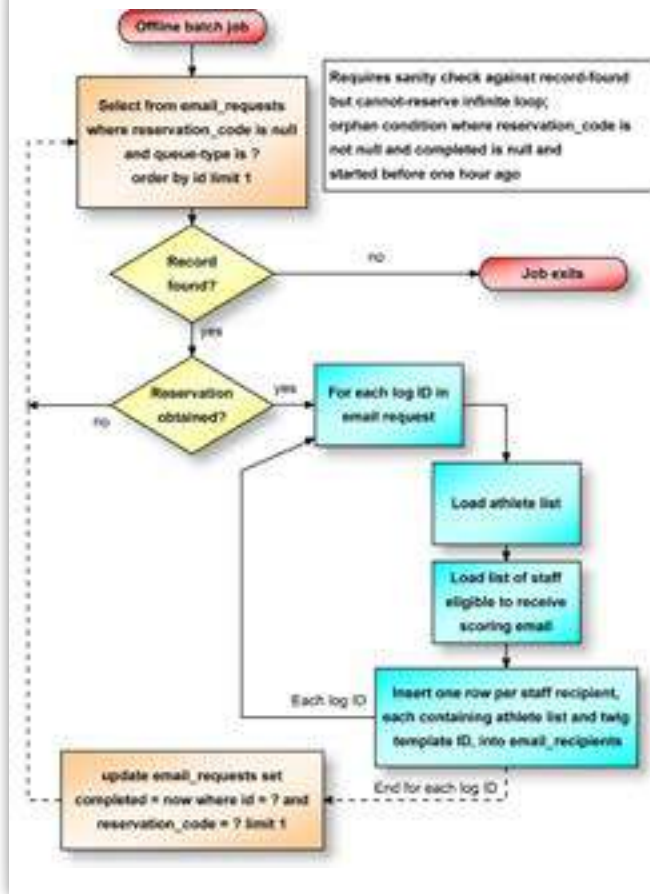 Offline batch job
Select from email_requests
where reservation_code is null
and queue-type is ?
order by id limit 1
Requires sanity check against record-found
but cannot-reserve infinite loop;
orphan condition where reservation_code is
not null and completed is null and
started before one hour ago
Record
found?
no
Job exits
yes
Reservation
obtained?
yes
no
For each log ID in
email request
Load athlete list
Load list of staff
eligible to receive
scoring email
Insert one row per staff recipient,
each containing athlete list and twig
template ID, into email_recipients
Each log ID
End for each log ID
update email_requests set
completed = now where id = ? and
reservation_code = ? limit 1